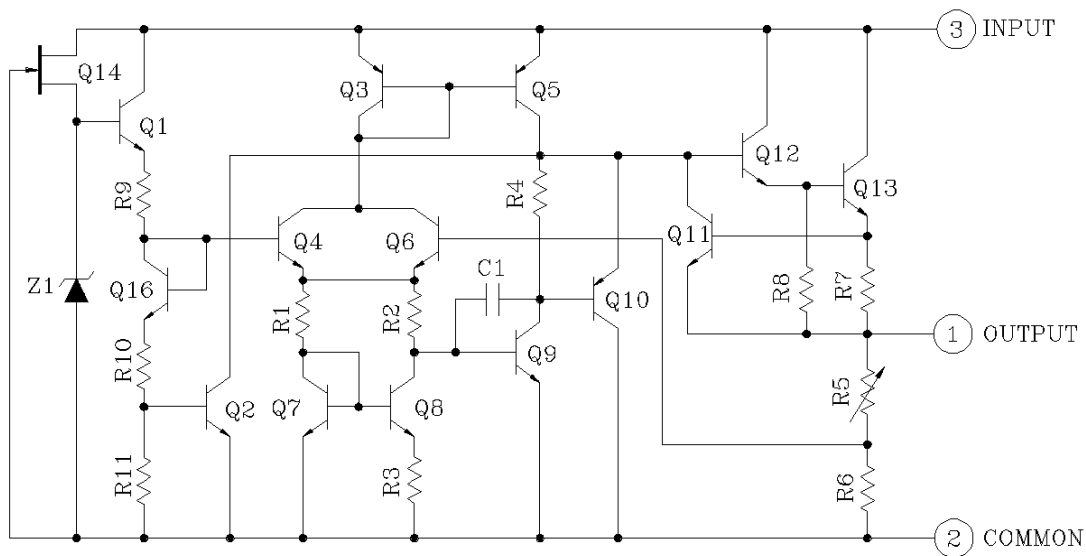 3 INPUT
Q14
Q3
Q5
Q1
Q12
Q13
R9
R4
Q4
Q6
Q11
C1
Z1
Q16
R1
R2
Q10
R8
R7
1 OUTPUT
R10
Q9
R5
Q2
Q7
Q8
R11
R3
R6
2 COMMON